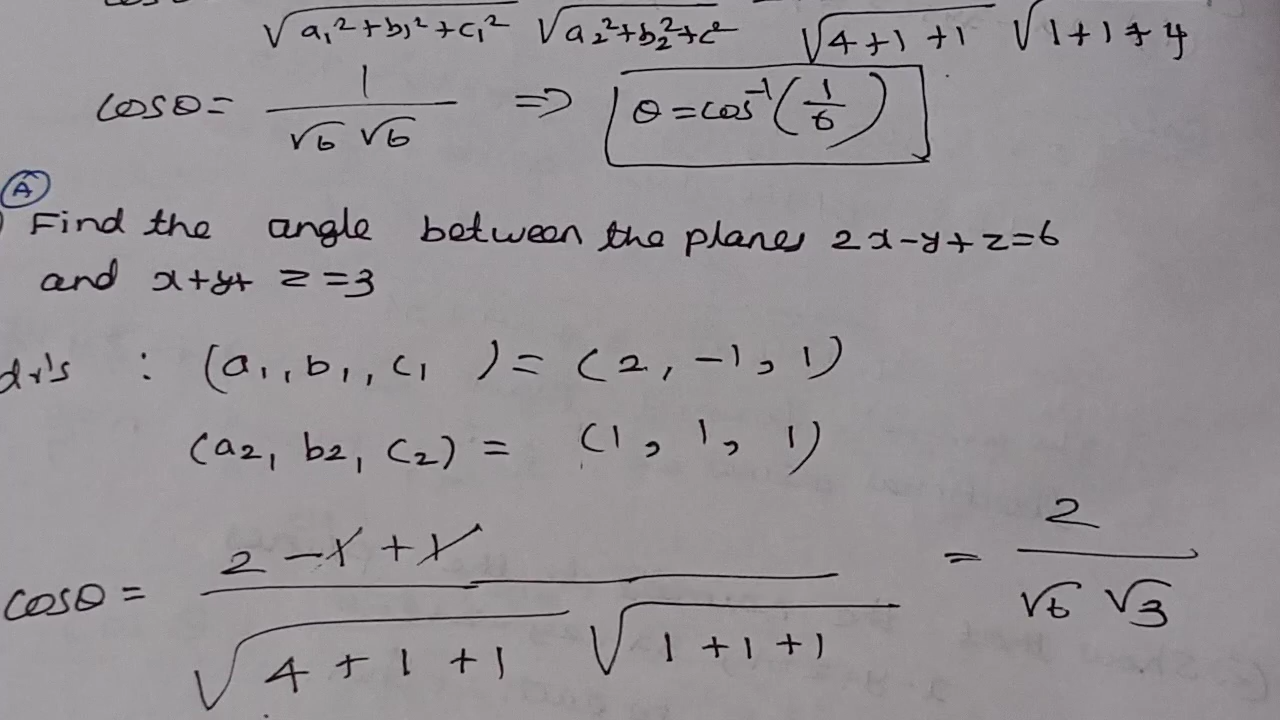 √a₁²+b₁²+c₁² √a₂²+b₂²+c² √4+1+1 √1+1+4
cosθ = 1/√6 √6 => θ = cos⁻¹(1/6)
A
Find the angle between the planes 2x-y+z=6
and x+y+ z=3
dr's : (a₁, b₁, c₁) = (2, -1, 1)
(a₂, b₂, c₂) = (1, 1, 1)
cosθ = 2-1+1/√4+1+1 √1+1+1 = 2/√6 √3